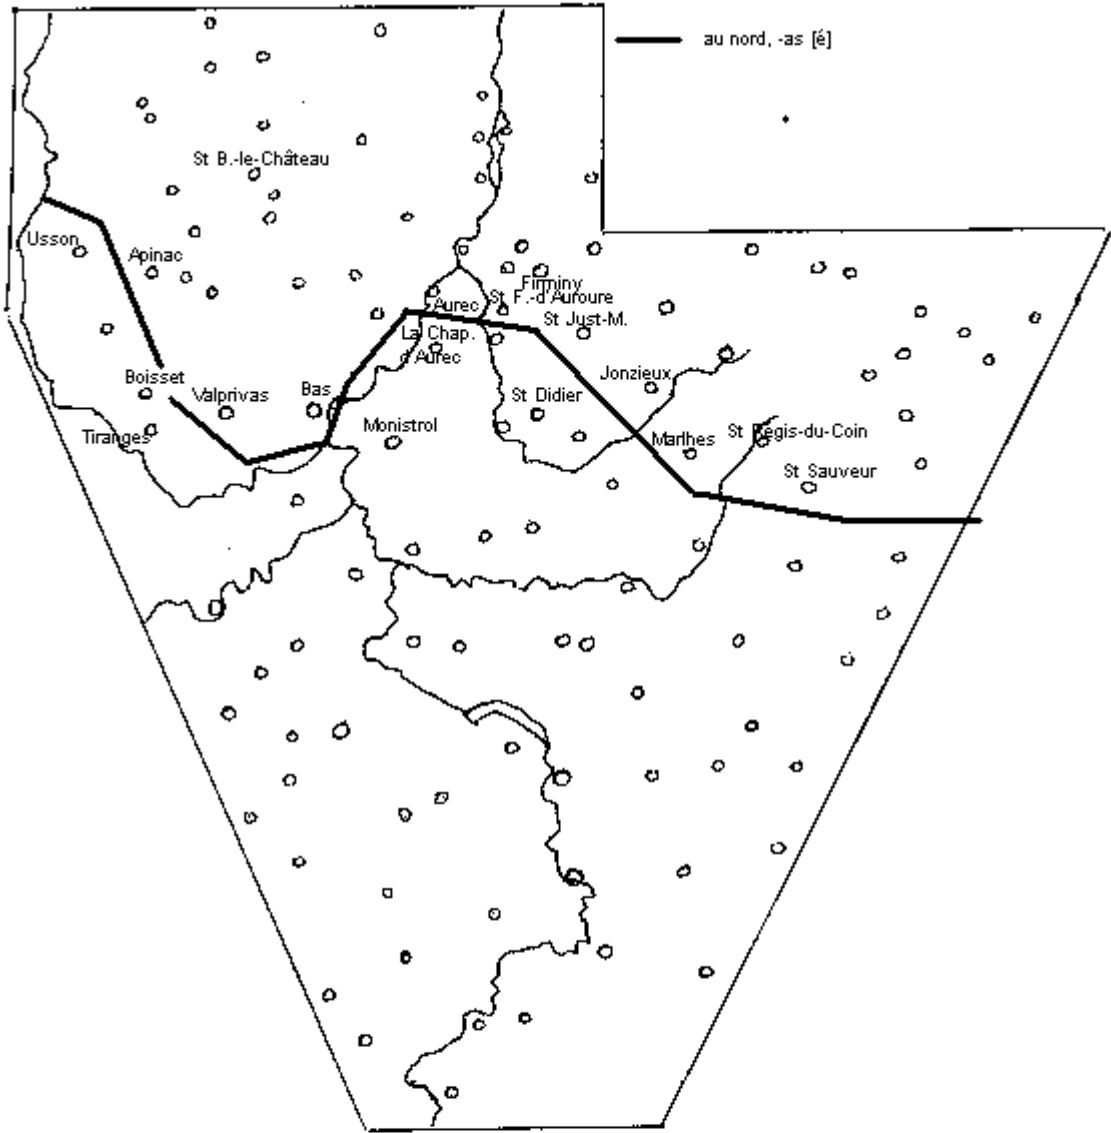 au nord, -as [é]
St B.-le-Château
Usson
Apinac
Firminy
Aurec
St F.-d'Auroure
St Just-M.
La Chap.
d'Aurec
Boisset
Valprivas
Bas
St Didier
Jonzieux
Tiranges
Monistrol
Marlhes
St Régis-du-Coin
St Sauveur